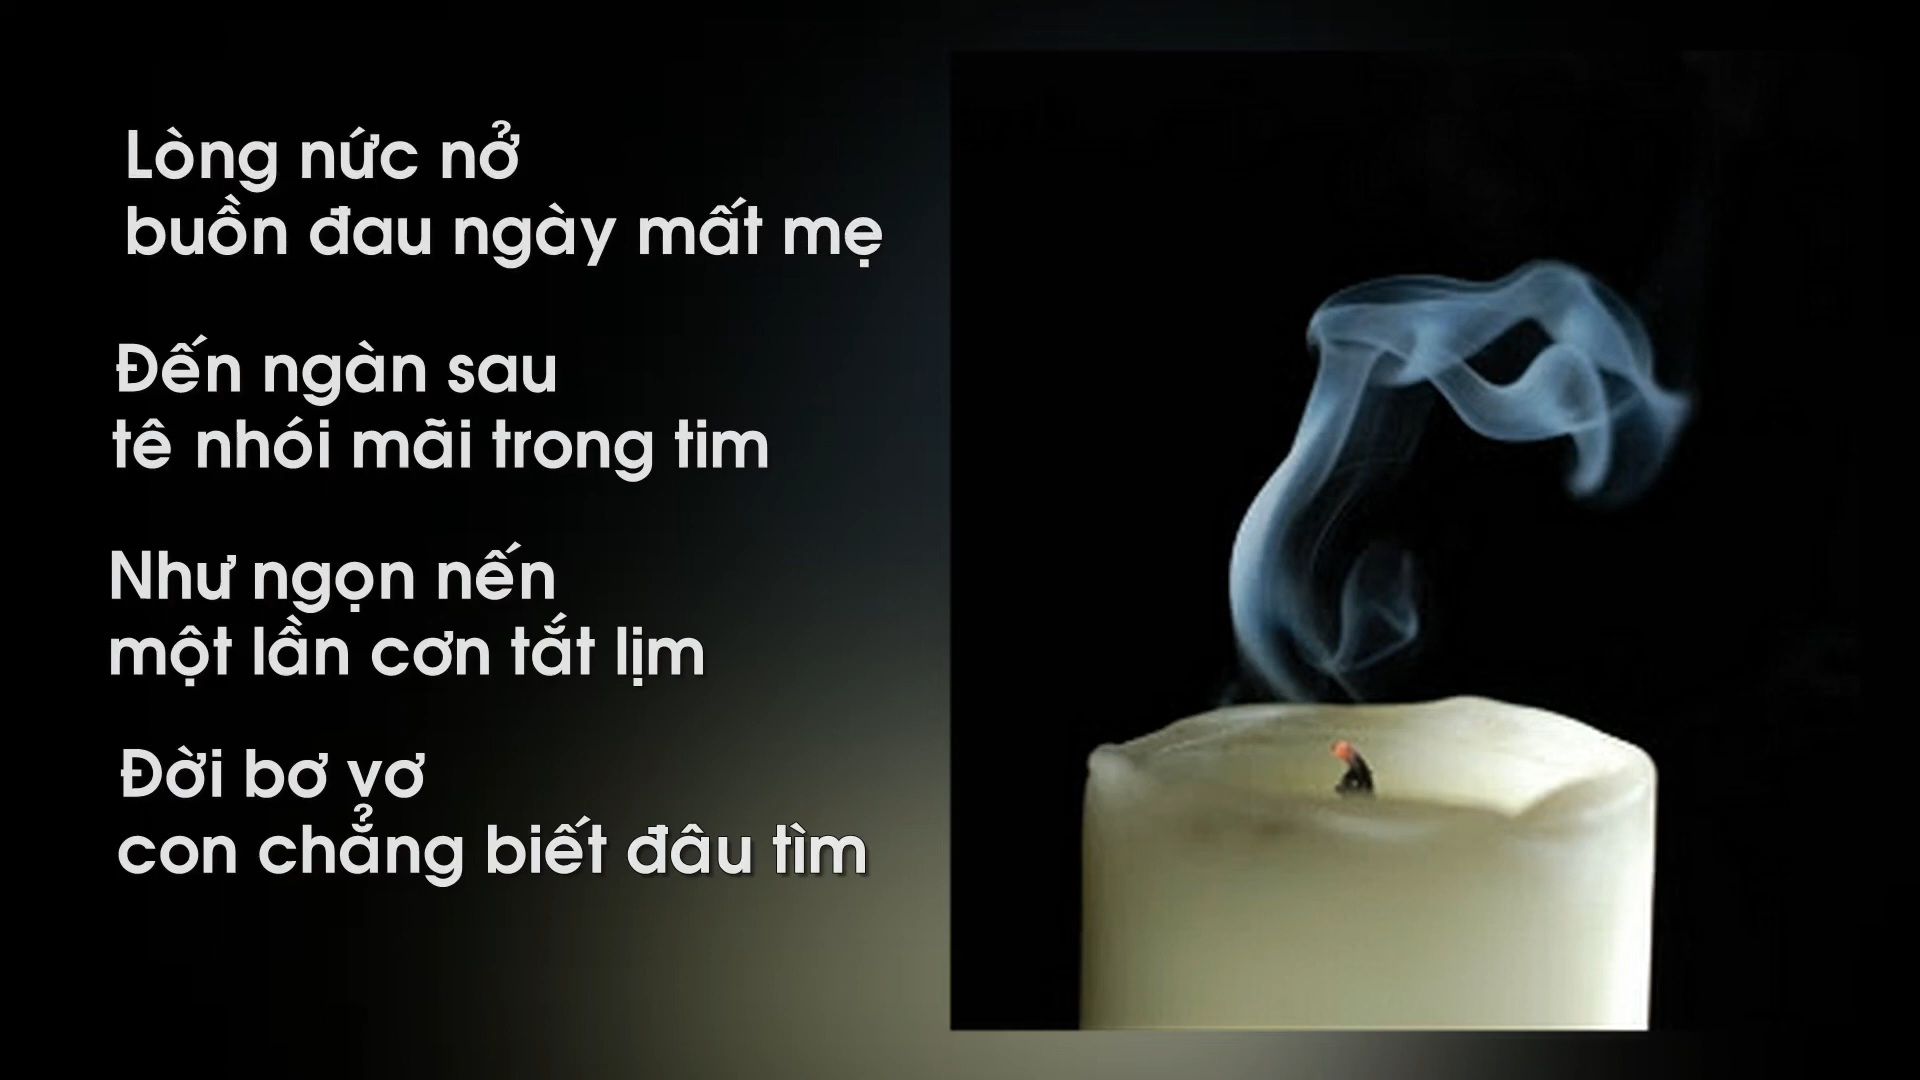 Lòng nức nở
buồn đau ngày mất mẹ
Đến ngàn sau
tê nhói mãi trong tim
Như ngọn nến
một lần cơn tắt lịm
Đời bơ vơ
con chẳng biết đâu tìm